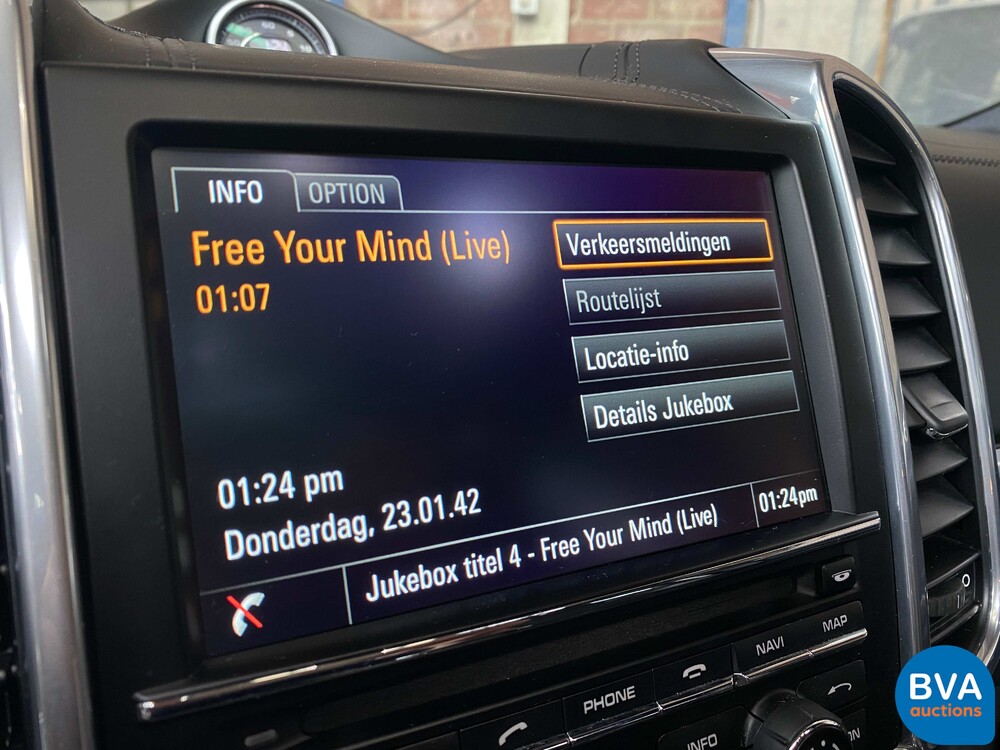 INFO OPTION
Free Your Mind (Live)
01:07
Verkeersmeldingen
Routelijst
Locatie-info
Details Jukebox
01:24 pm
Donderdag, 23.01.42
Jukebox titel 4 - Free Your Mind (Live)
01:24pm
PHONE
NAVI
MAP
INFO
BVA
auctions